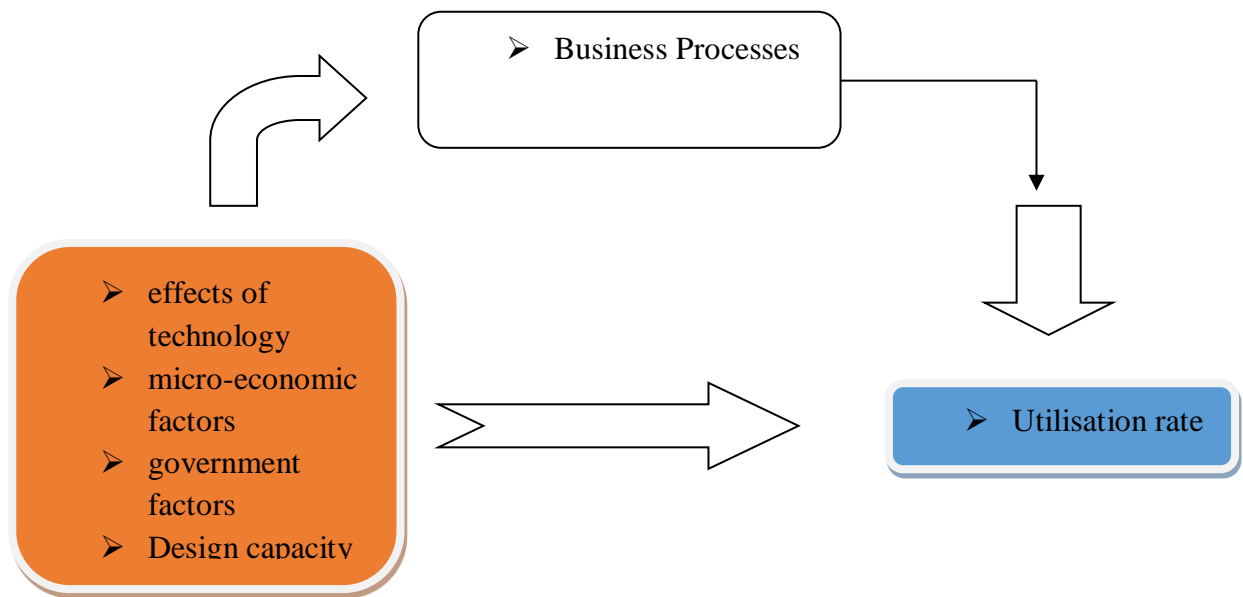 ➢ Business Processes
➢ effects of
technology
➢ micro-economic
factors
➢ government
factors
➢ Design capacity
➢ Utilisation rate